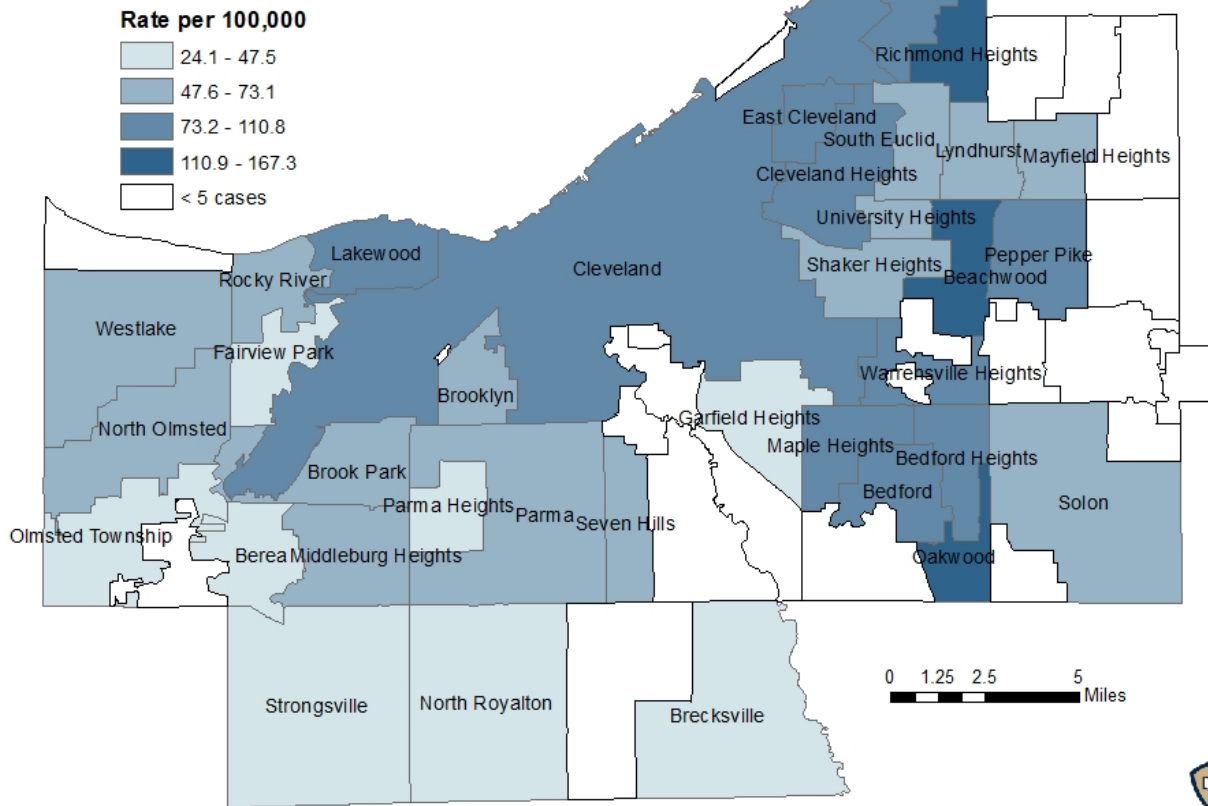 Rate per 100,000
24.1 - 47.5
47.6 - 73.1
73.2 - 110.8
110.9 - 167.3
< 5 cases
Richmond Heights
East Cleveland
South Euclid
Lyndhurst
Mayfield Heights
Cleveland Heights
University Heights
Lakewood
Cleveland
Shaker Heights
Pepper Pike
Beachwood
Rocky River
Westlake
Fairview Park
Warrensville Heights
Brooklyn
North Olmsted
Garfield Heights
Maple Heights
Bedford Heights
Brook Park
Parma Heights
Bedford
Solon
Parma
Seven Hills
Olmsted Township
Berea
Middleburg Heights
Oakwood
0 1.25 2.5 5
Miles
Strongsville
North Royalton
Brecksville